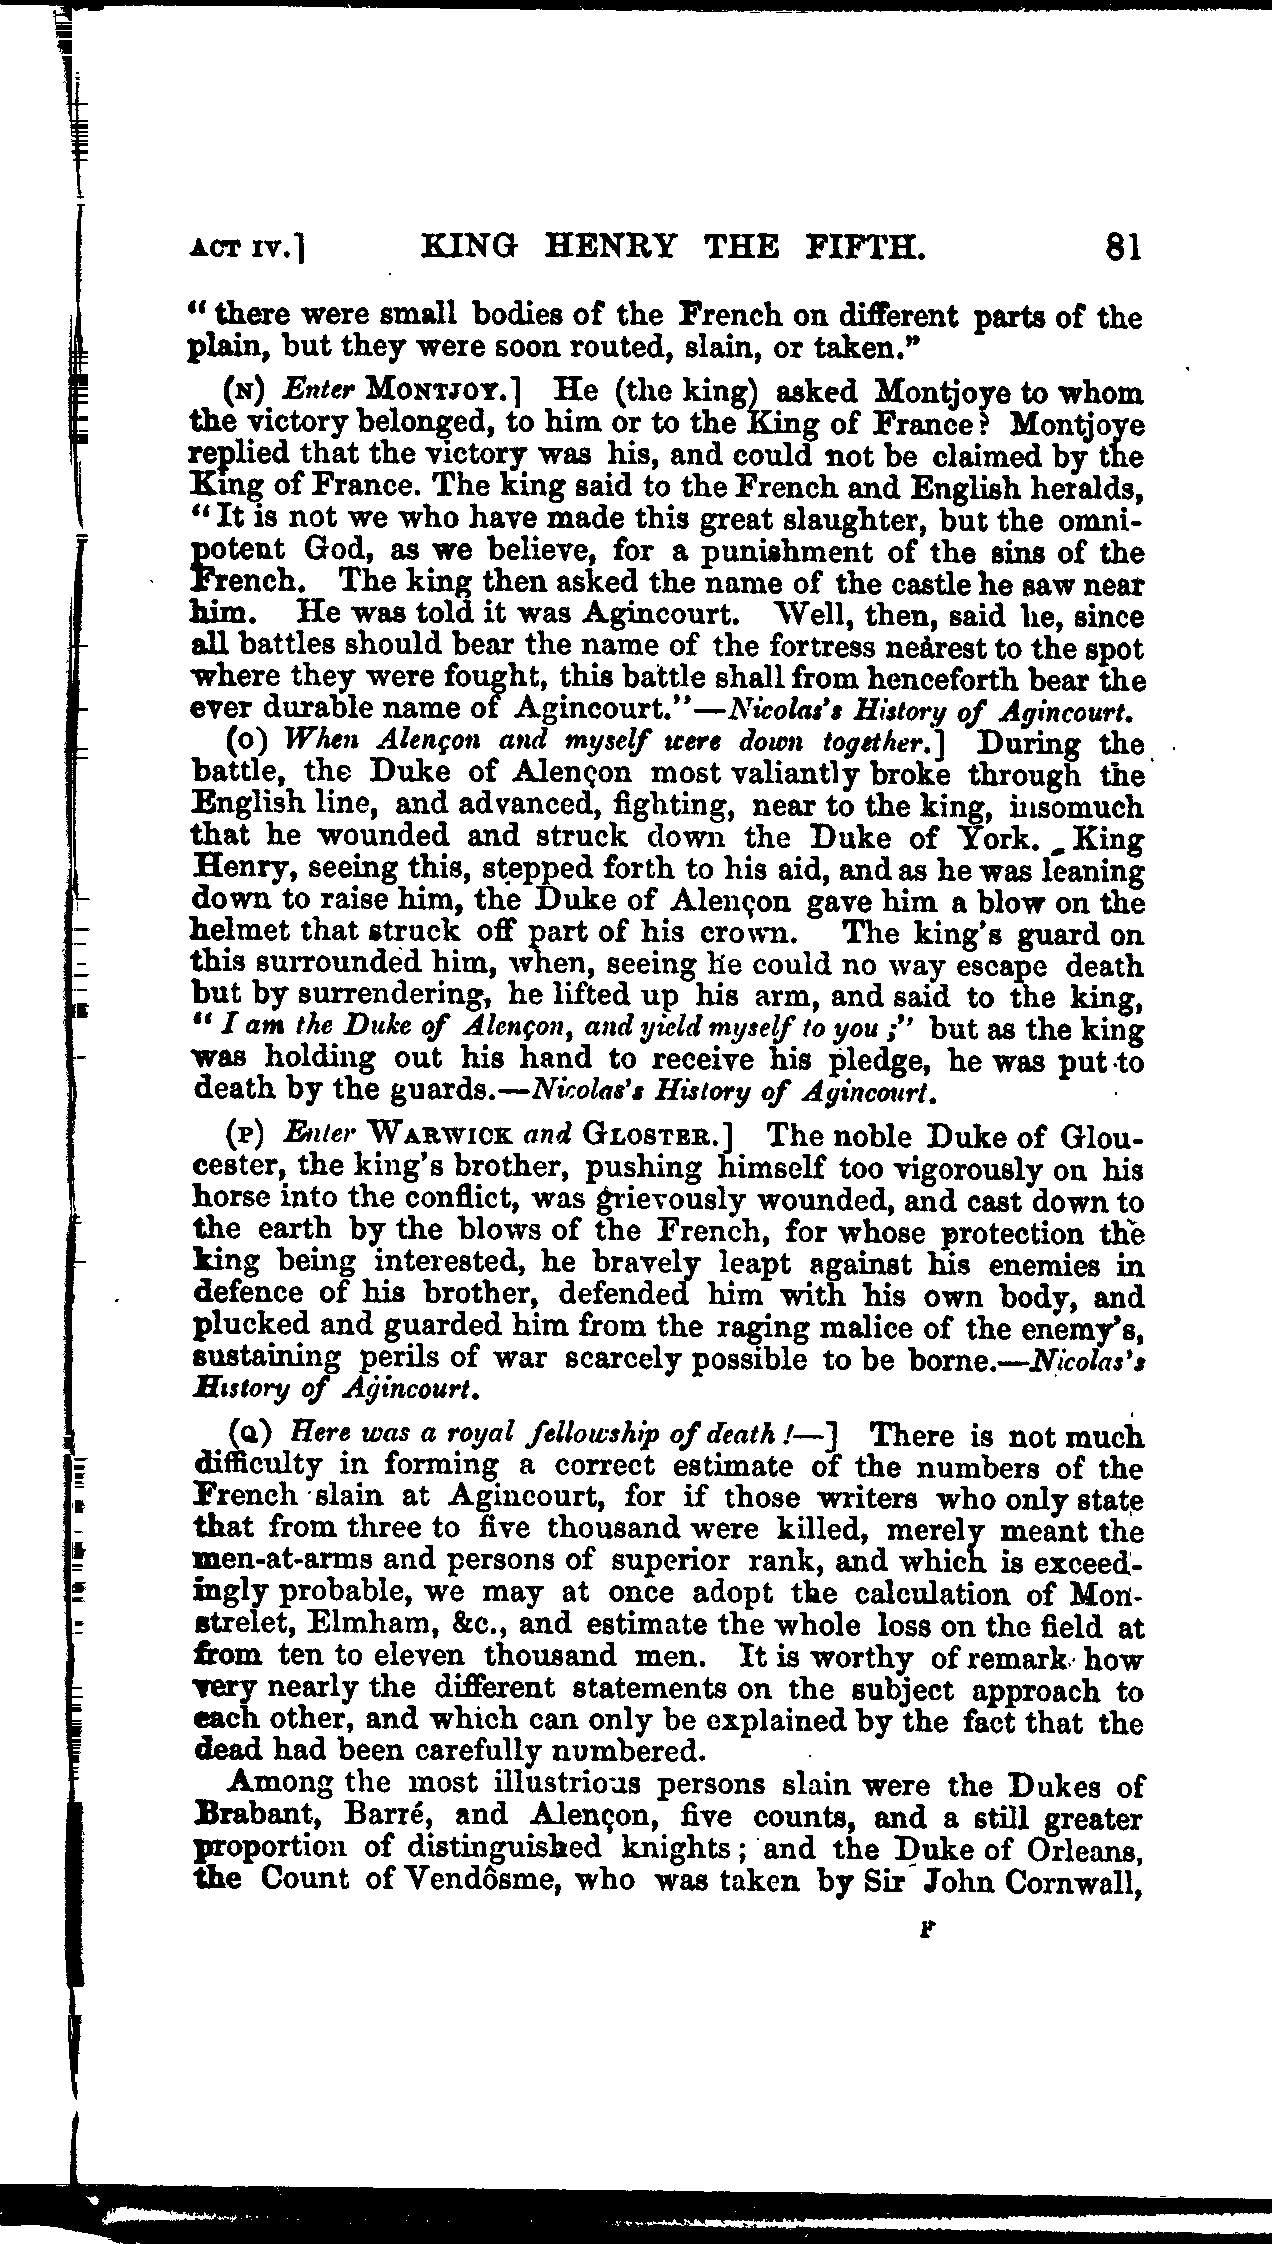 ACT IV.] KING HENRY THE FIFTH. 81
“ there were small bodies of the French on different parts of the
plain, but they were soon routed, slain, or taken.”
(N) Enter MONTJOY.] He (the king) asked Montjoye to whom
the victory belonged, to him or to the King of France? Montjoye
replied that the victory was his, and could not be claimed by the
King of France. The king said to the French and English heralds,
“It is not we who have made this great slaughter, but the omni-
potent God, as we believe, for a punishment of the sins of the
French. The king then asked the name of the castle he saw near
him. He was told it was Agincourt. Well, then, said he, since
all battles should bear the name of the fortress nearest to the spot
where they were fought, this battle shall from henceforth bear the
ever durable name of Agincourt.”—Nicolas’s History of Agincourt.
(O) When Alençon and myself were down together.] During the
battle, the Duke of Alençon most valiantly broke through the
English line, and advanced, fighting, near to the king, insomuch
that he wounded and struck down the Duke of York. King
Henry, seeing this, stepped forth to his aid, and as he was leaning
down to raise him, the Duke of Alençon gave him a blow on the
helmet that struck off part of his crown. The king’s guard on
this surrounded him, when, seeing he could no way escape death
but by surrendering, he lifted up his arm, and said to the king,
“ I am the Duke of Alençon, and yield myself to you ;” but as the king
was holding out his hand to receive his pledge, he was put to
death by the guards.—Nicolas’s History of Agincourt.
(P) Enter WARWICK and GLOSTER.] The noble Duke of Glou-
cester, the king’s brother, pushing himself too vigorously on his
horse into the conflict, was grievously wounded, and cast down to
the earth by the blows of the French, for whose protection the
king being interested, he bravely leapt against his enemies in
defence of his brother, defended him with his own body, and
plucked and guarded him from the raging malice of the enemy’s,
sustaining perils of war scarcely possible to be borne.—Nicolas’s
History of Agincourt.
(Q) Here was a royal fellowship of death !—] There is not much
difficulty in forming a correct estimate of the numbers of the
French slain at Agincourt, for if those writers who only state
that from three to five thousand were killed, merely meant the
men-at-arms and persons of superior rank, and which is exceed-
ingly probable, we may at once adopt the calculation of Mon-
strelet, Elmham, &c., and estimate the whole loss on the field at
from ten to eleven thousand men. It is worthy of remark how
very nearly the different statements on the subject approach to
each other, and which can only be explained by the fact that the
dead had been carefully numbered.
Among the most illustrious persons slain were the Dukes of
Brabant, Barré, and Alençon, five counts, and a still greater
proportion of distinguished knights ; and the Duke of Orleans,
the Count of Vendôsme, who was taken by Sir John Cornwall,
F